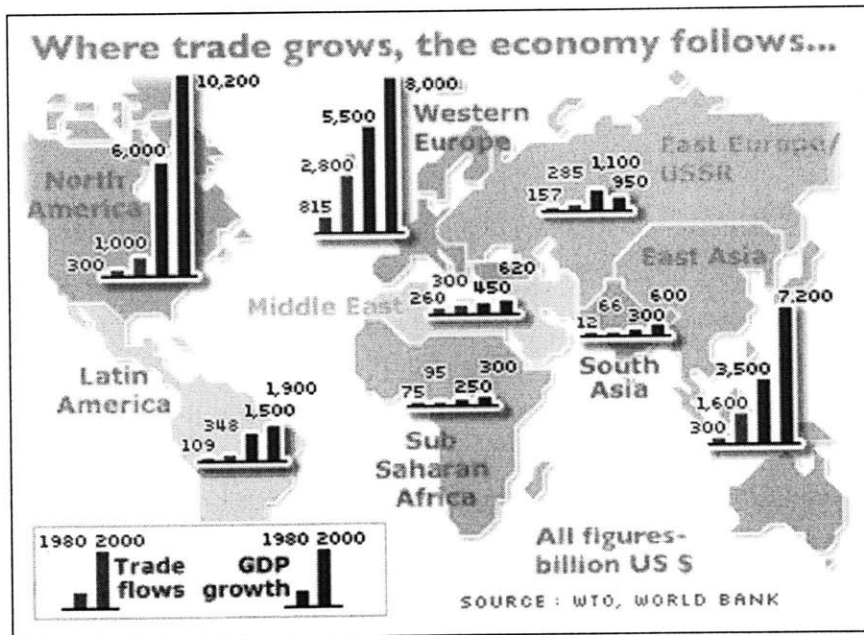 Where trade grows, the economy follows...
10,200
6,000
1,000
300
North
America
8,000
5,500
2,800
815
Western
Europe
East Europe/
USSR
1,100
285
950
157
East Asia
7,200
3,500
1,600
300
Middle East
620
300
450
260
600
66
300
12
South
Asia
Latin
America
1,900
1,500
348
109
300
95
250
75
Sub
Saharan
Africa
1980 2000
Trade
flows
1980 2000
GDP
growth
All figures-
billion US $
SOURCE : WTO, WORLD BANK